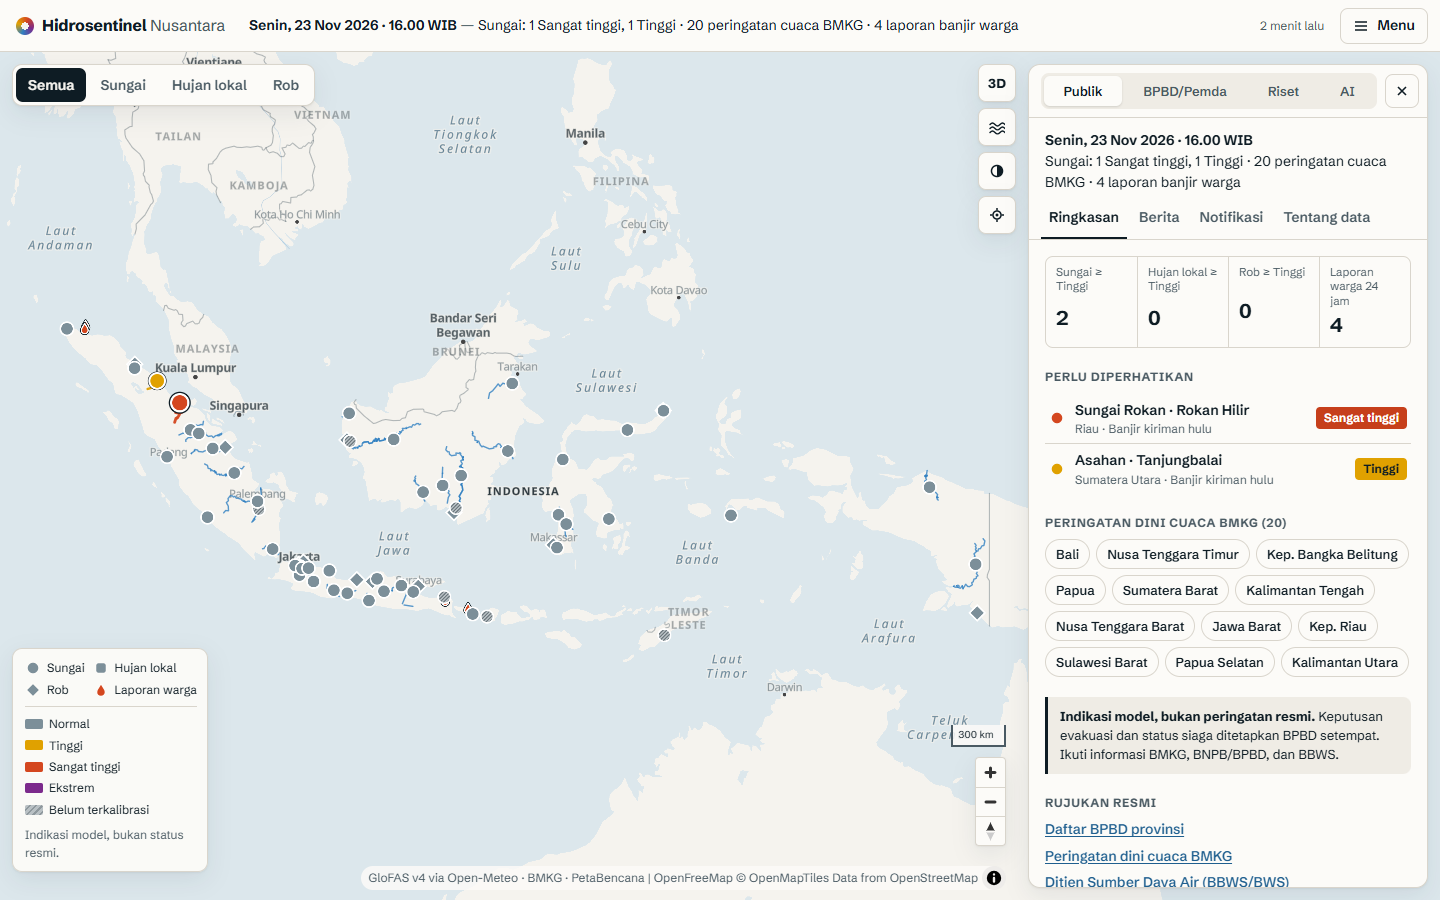 Hidrosentinel Nusantara
Senin, 23 Nov 2026 · 16.00 WIB — Sungai: 1 Sangat tinggi, 1 Tinggi · 20 peringatan cuaca BMKG · 4 laporan banjir warga
2 menit lalu
Menu
Semua
Sungai
Hujan lokal
Rob
3D
Vientiane
VIETNAM
TAILAN
Laut
Tiongkok
Selatan
Manila
KAMBOJA
FILIPINA
Kota Ho Chi Minh
Cebu City
Laut
Andaman
Laut
Sulu
Kota Davao
Bandar Seri
Begawan
BRUNEI
MALAYSIA
Kuala Lumpur
Tarakan
Laut
Sulawesi
Singapura
Padang
INDONESIA
Palembang
Makassar
Laut
Jawa
Laut
Banda
Jakarta
Surabaya
TIMOR
LESTE
Laut
Arafura
Laut
Timor
Darwin
Teluk
300 km
Sungai
Hujan lokal
Rob
Laporan warga
Normal
Tinggi
Sangat tinggi
Ekstrem
Belum terkalibrasi
Indikasi model, bukan status
resmi.
GloFAS v4 via Open-Meteo · BMKG · PetaBencana | OpenFreeMap © OpenMapTiles Data from OpenStreetMap
Publik
BPBD/Pemda
Riset
AI
Senin, 23 Nov 2026 · 16.00 WIB
Sungai: 1 Sangat tinggi, 1 Tinggi · 20 peringatan cuaca
BMKG · 4 laporan banjir warga
Ringkasan
Berita
Notifikasi
Tentang data
Sungai ≥
Tinggi
2
Hujan lokal ≥
Tinggi
0
Rob ≥ Tinggi
0
Laporan
warga 24
jam
4
PERLU DIPERHATIKAN
Sungai Rokan · Rokan Hilir
Riau · Banjir kiriman hulu
Sangat tinggi
Asahan · Tanjungbalai
Sumatera Utara · Banjir kiriman hulu
Tinggi
PERINGATAN DINI CUACA BMKG (20)
Bali
Nusa Tenggara Timur
Kep. Bangka Belitung
Papua
Sumatera Barat
Kalimantan Tengah
Nusa Tenggara Barat
Jawa Barat
Kep. Riau
Sulawesi Barat
Papua Selatan
Kalimantan Utara
Indikasi model, bukan peringatan resmi. Keputusan
evakuasi dan status siaga ditetapkan BPBD setempat.
Ikuti informasi BMKG, BNPB/BPBD, dan BBWS.
RUJUKAN RESMI
Daftar BPBD provinsi
Peringatan dini cuaca BMKG
Ditjen Sumber Daya Air (BBWS/BWS)